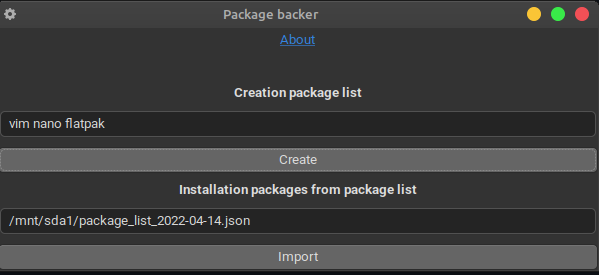 Package backer
About
Creation package list
vim nano flatpak
Create
Installation packages from package list
/mnt/sda1/package_list_2022-04-14.json
Import